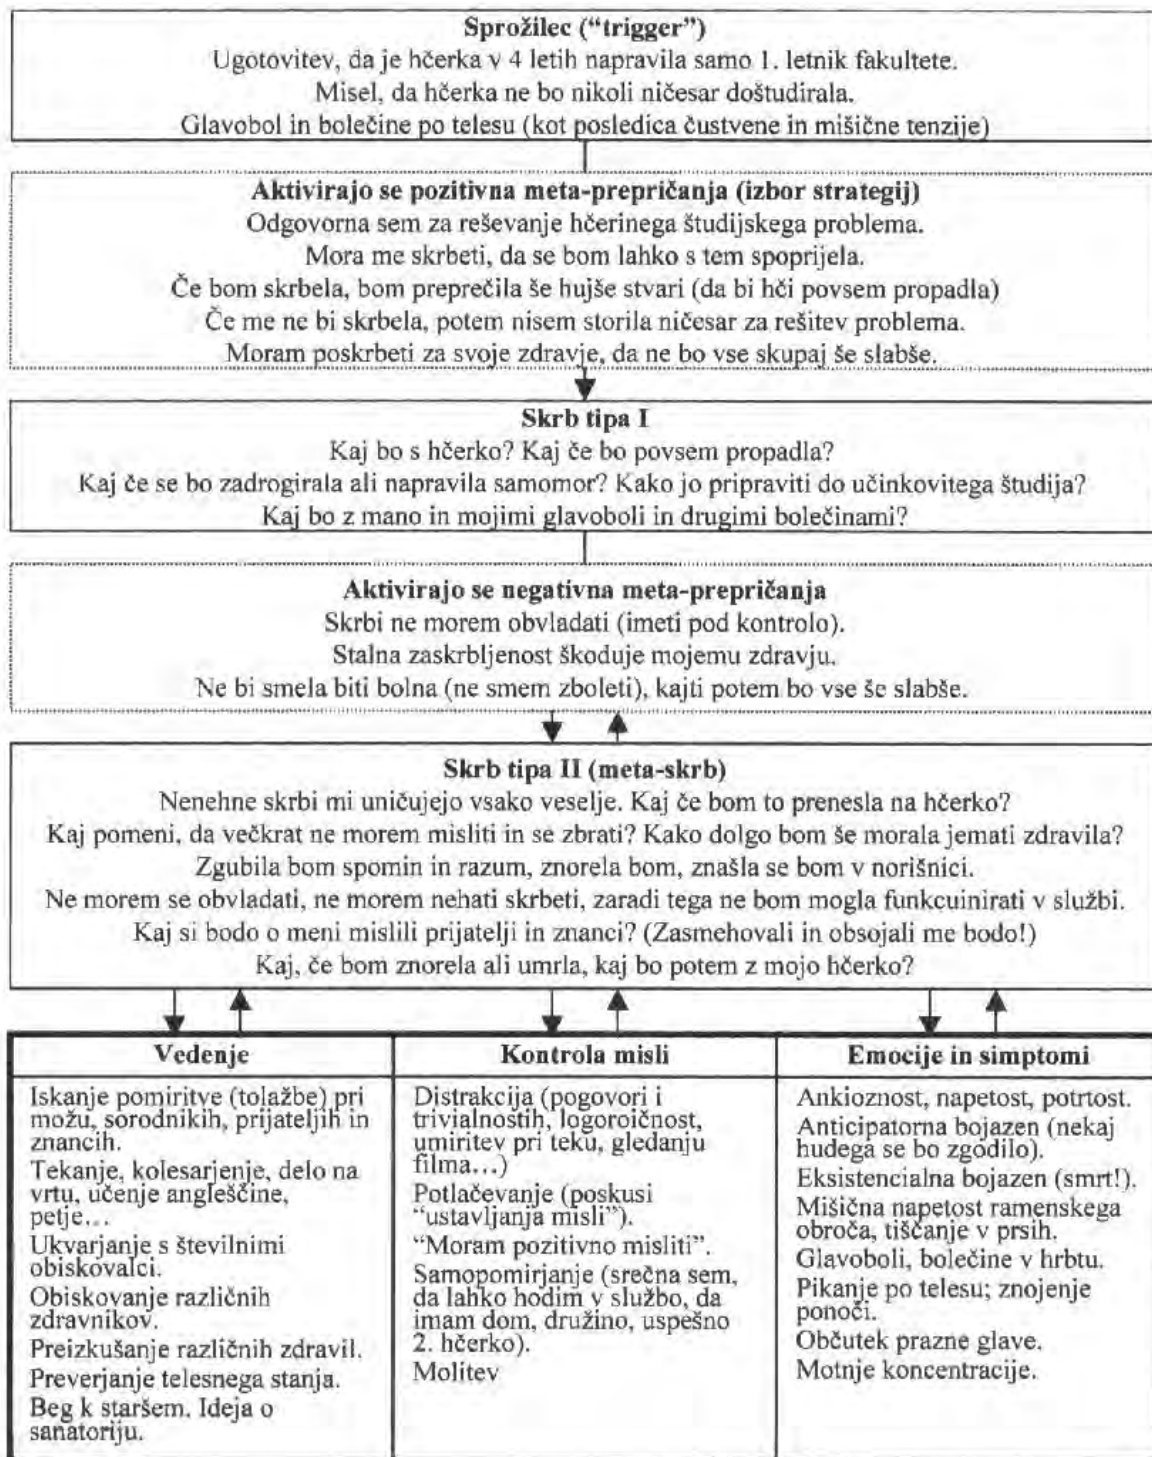 Sprožilec (“trigger”)
Ugotovitev, da je hčerka v 4 letih napravila samo 1. letnik fakultete.
Misel, da hčerka ne bo nikoli ničesar doštudirala.
Glavobol in bolečine po telesu (kot posledica čustvene in mišične tenzije)
Aktivirajo se pozitivna meta-prepričanja (izbor strategij)
Odgovorna sem za reševanje hčerinega študijskega problema.
Mora me skrbeti, da se bom lahko s tem spoprijela.
Če bom skrbela, bom preprečila še hujše stvari (da bi hči povsem propadla)
Če me ne bi skrbela, potem nisem storila ničesar za rešitev problema.
Moram poskrbeti za svoje zdravje, da ne bo vse skupaj še slabše.
Skrb tipa I
Kaj bo s hčerko? Kaj če bo povsem propadla?
Kaj če se bo zadrogirala ali napravila samomor? Kako jo pripraviti do učinkovitega študija?
Kaj bo z mano in mojimi glavoboli in drugimi bolečinami?
Aktivirajo se negativna meta-prepričanja
Skrbi ne morem obvladati (imeti pod kontrolo).
Stalna zaskrbljenost škoduje mojemu zdravju.
Ne bi smela biti bolna (ne smem zboleti), kajti potem bo vse še slabše.
Skrb tipa II (meta-skrb)
Nenehne skrbi mi uničujejo vsako veselje. Kaj če bom to prenesla na hčerko?
Kaj pomeni, da večkrat ne morem misliti in se zbrati? Kako dolgo bom še morala jemati zdravila?
Zgubila bom spomin in razum, znorela bom, znašla se bom v norišnici.
Ne morem se obvladati, ne morem nehati skrbeti, zaradi tega ne bom mogla funkcuinirati v službi.
Kaj si bodo o meni mislili prijatelji in znanci? (Zasmehovali in obsojali me bodo!)
Kaj, če bom znorela ali umrla, kaj bo potem z mojo hčerko?
Vedenje
Iskanje pomiritve (tolažbe) pri
možu, sorodnikih, prijateljih in
znancih.
Tekanje, kolesarjenje, delo na
vrtu, učenje angleščine,
petje…
Ukvarjanje s številnimi
obiskovalci.
Obiskovanje različnih
zdravnikov.
Preizkušanje različnih zdravil.
Preverjanje telesnega stanja.
Beg k staršem. Ideja o
sanatoriju.
Kontrola misli
Distrakcija (pogovori i
trivialnostih, logoroičnost,
umiritev pri teku, gledanju
filma…)
Potlačevanje (poskusi
“ustavljanja misli”).
“Moram pozitivno misliti”.
Samopomirjanje (srečna sem,
da lahko hodim v službo, da
imam dom, družino, uspešno
2. hčerko).
Molitev
Emocije in simptomi
Ankioznost, napetost, potrtost.
Anticipatorna bojazen (nekaj
hudega se bo zgodilo).
Eksistencialna bojazen (smrt!).
Mišična napetost ramenskega
obroča, tiščanje v prsih.
Glavoboli, bolečine v hrbtu.
Pikanje po telesu; znojenje
ponoči.
Občutek prazne glave.
Motnje koncentracije.